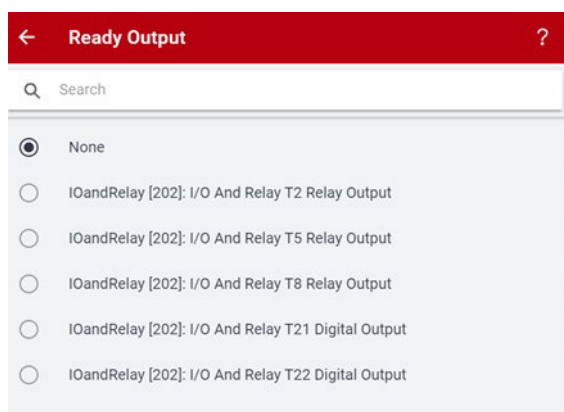 Ready Output
?
Search
None
IOandRelay [202]: I/O And Relay T2 Relay Output
IOandRelay [202]: I/O And Relay T5 Relay Output
IOandRelay [202]: I/O And Relay T8 Relay Output
IOandRelay [202]: I/O And Relay T21 Digital Output
IOandRelay [202]: I/O And Relay T22 Digital Output